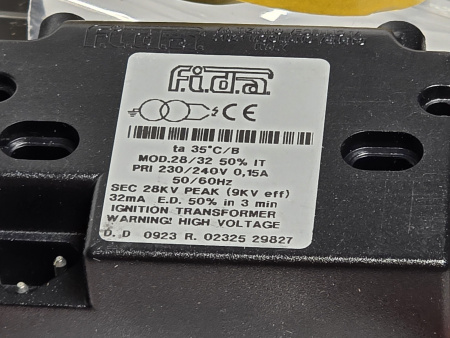 f.i.d.a
f.i.d.a
CE
ta 35°C/B
MOD.28/32 50% IT
PRI 230/240V 0,15A
50/60Hz
SEC 28KV PEAK (9KV eff)
32mA E.D. 50% in 3 min
IGNITION TRANSFORMER
WARNING! HIGH VOLTAGE
D. D 0923 R. 02325 29827